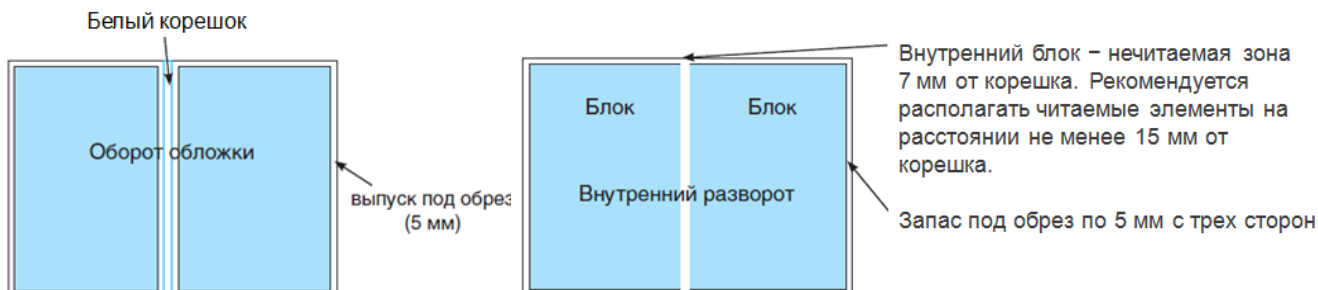 Белый корешок
Оборот обложки
выпуск под обрез
(5 мм)
Блок
Блок
Внутренний разворот
Внутренний блок – нечитаемая зона
7 мм от корешка. Рекомендуется
располагать читаемые элементы на
расстоянии не менее 15 мм от
корешка.
Запас под обрез по 5 мм с трех сторон